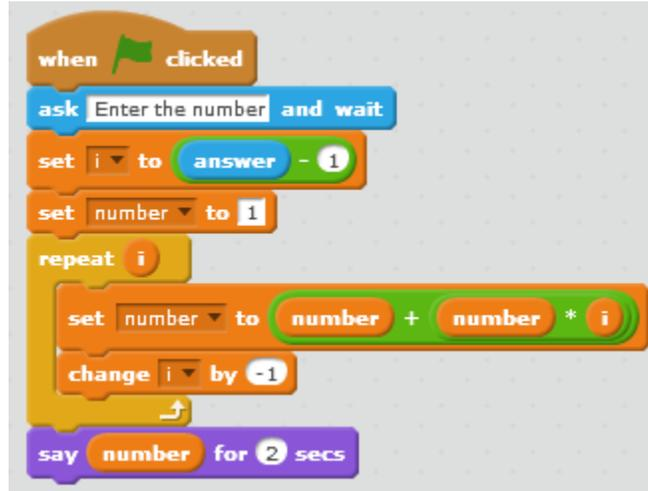 when clicked
ask Enter the number and wait
set i to answer - 1
set number to 1
repeat i
set number to number + number * i
change i by -1
say number for 2 secs